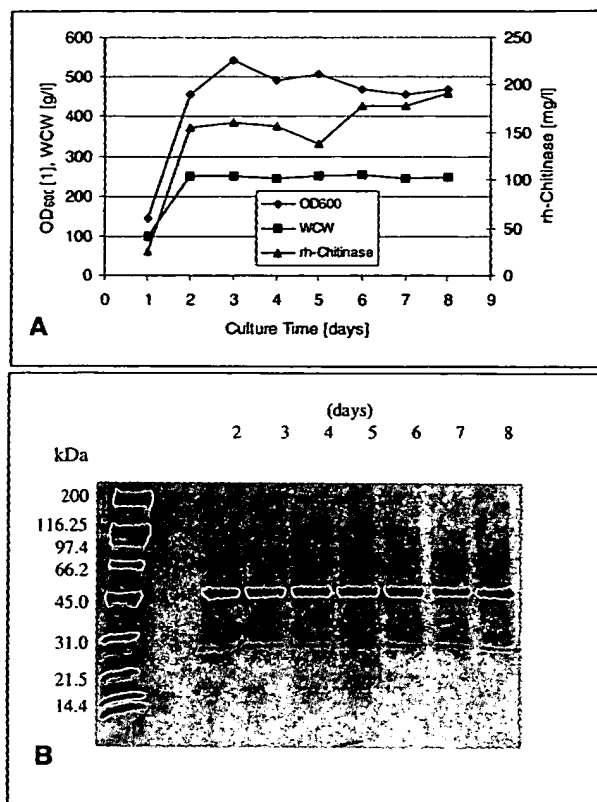 600
500
400
300
200
100
0
OD600 [1], WCW [g/l]
250
200
150
100
50
0
rh-Chitinase [mg/l]
OD600
WCW
rh-Chitinase
0 1 2 3 4 5 6 7 8 9
Culture Time [days]
A
(days)
2 3 4 5 6 7 8
kDa
200
116.25
97.4
66.2
45.0
31.0
21.5
14.4
B